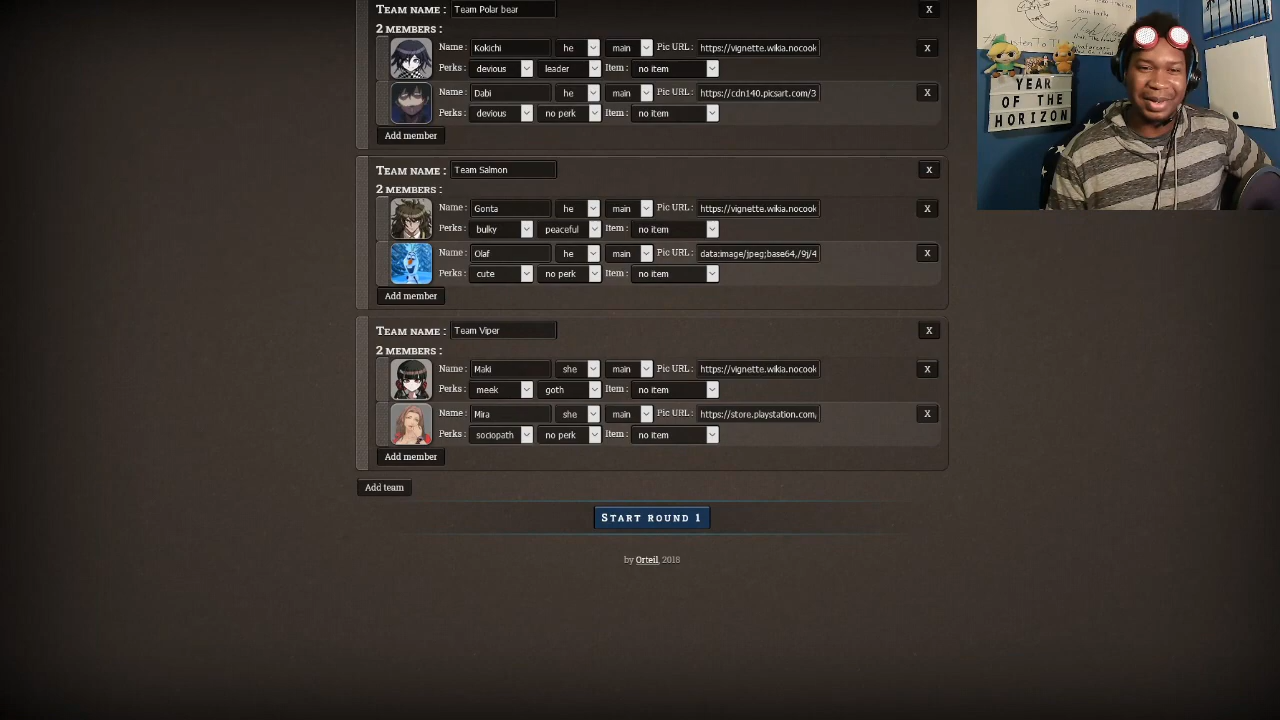 Team name : Team Polar bear X
2 members :
Name : Kokichi he main Pic URL : https://vignette.wikia.nocook X
Perks : devious leader Item : no item
Name : Dabi he main Pic URL : https://cdn140.picsart.com/3 X
Perks : devious no perk Item : no item
Add member
Team name : Team Salmon X
2 members :
Name : Gonta he main Pic URL : https://vignette.wikia.nocook X
Perks : bulky peaceful Item : no item
Name : Olaf he main Pic URL : data:image/jpeg;base64,/9j/4 X
Perks : cute no perk Item : no item
Add member
Team name : Team Viper X
2 members :
Name : Maki she main Pic URL : https://vignette.wikia.nocook X
Perks : meek goth Item : no item
Name : Mira she main Pic URL : https://store.playstation.com, X
Perks : sociopath no perk Item : no item
Add member
Add team
Start round 1
by Orteil, 2018
YEAR
OF THE
HORIZON